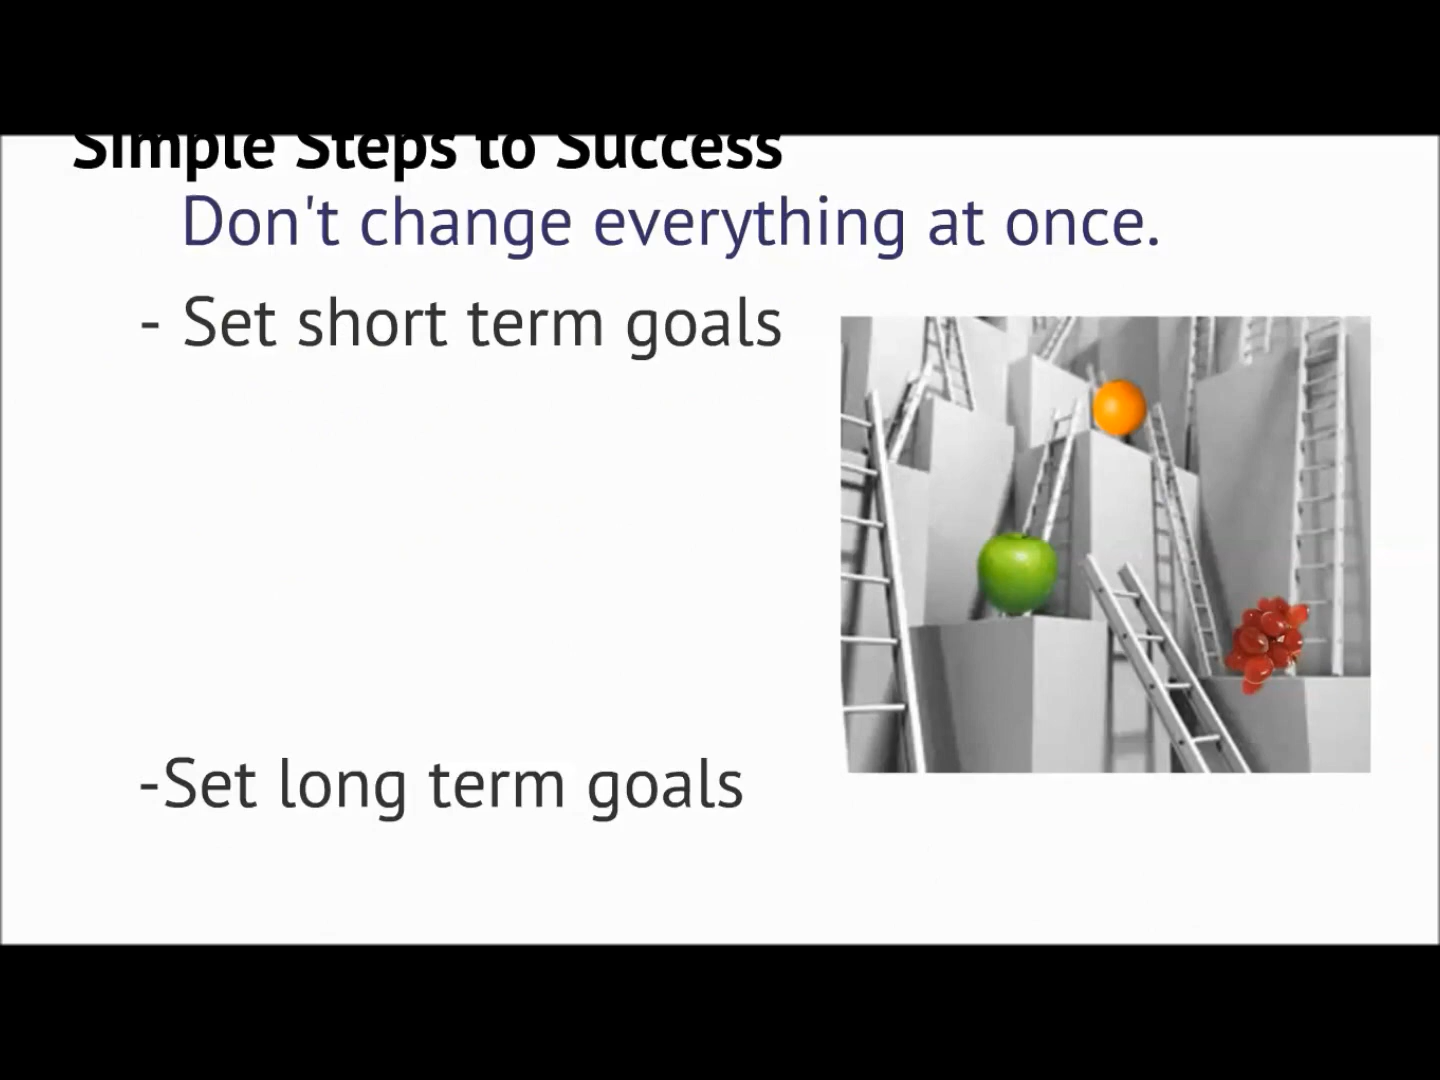 Simple Steps to Success
Don't change everything at once.
- Set short term goals
-Set long term goals